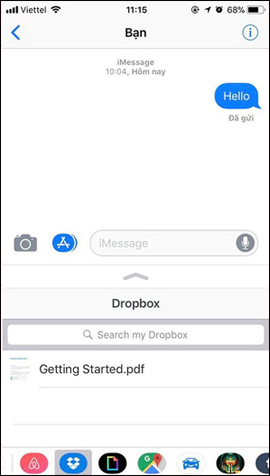 Viettel 11:15 68%
Bạn
iMessage
10:04, Hôm nay
Hello
Đã gửi
iMessage
Dropbox
Search my Dropbox
Getting Started.pdf